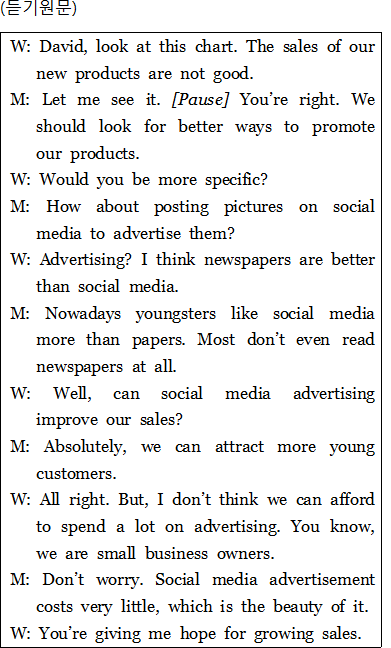 (듣기원문)
W: David, look at this chart. The sales of our
new products are not good.
M: Let me see it. [Pause] You're right. We
should look for better ways to promote
our products.
W: Would you be more specific?
M: How about posting pictures on social
media to advertise them?
W: Advertising? I think newspapers are better
than social media.
M: Nowadays youngsters like social media
more than papers. Most don't even read
newspapers at all.
W: Well, can social media advertising
improve our sales?
M: Absolutely, we can attract more young
customers.
W: All right. But, I don't think we can afford
to spend a lot on advertising. You know,
we are small business owners.
M: Don't worry. Social media advertisement
costs very little, which is the beauty of it.
W: You're giving me hope for growing sales.